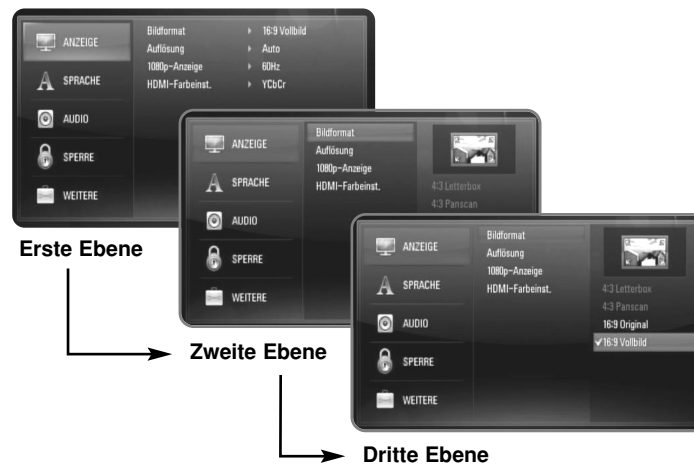 ANZEIGE
SPRACHE
AUDIO
SPERRE
WEITERE
Bildformat 16:9 Vollbild
Auflösung Auto
1080p-Anzeige 60Hz
HDMI-Farbeinst. YCbCr
Erste Ebene
ANZEIGE
SPRACHE
AUDIO
SPERRE
WEITERE
Bildformat
Auflösung
1080p-Anzeige
HDMI-Farbeinst.
4:3 Letterbox
4:3 Panscan
Zweite Ebene
ANZEIGE
SPRACHE
AUDIO
SPERRE
WEITERE
Bildformat
Auflösung
1080p-Anzeige
HDMI-Farbeinst.
4:3 Letterbox
4:3 Panscan
16:9 Original
✓16:9 Vollbild
Dritte Ebene